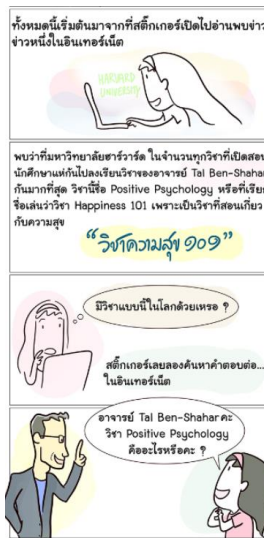 ทั้งหมดนี้เริ่มต้นมาจากที่สติ๊กเกอร์เปิดไปอ่านพบข่าว
ข่าวหนึ่งในอินเทอร์เน็ต
HARVARD
UNIVERSITY
พบว่าที่มหาวิทยาลัยฮาร์วาร์ด ในจำนวนทุกวิชาที่เปิดสอน
นักศึกษาแห่กันไปลงเรียนวิชาของอาจารย์ Tal Ben-Shahar
กันมากที่สุด วิชานี้ชื่อ Positive Psychology หรือที่เรียก
ชื่อเล่นว่าวิชา Happiness 101 เพราะเป็นวิชาที่สอนเกี่ยว
กับความสุข
“วิชาความสุข ๑๐๑”
มีวิชาแบบนี้ในโลกด้วยเหรอ ?
สติ๊กเกอร์เลยลองค้นหาคำตอบต่อ...
ในอินเทอร์เน็ต
อาจารย์ Tal Ben-Shahar คะ
วิชา Positive Psychology
คืออะไรหรือคะ ?